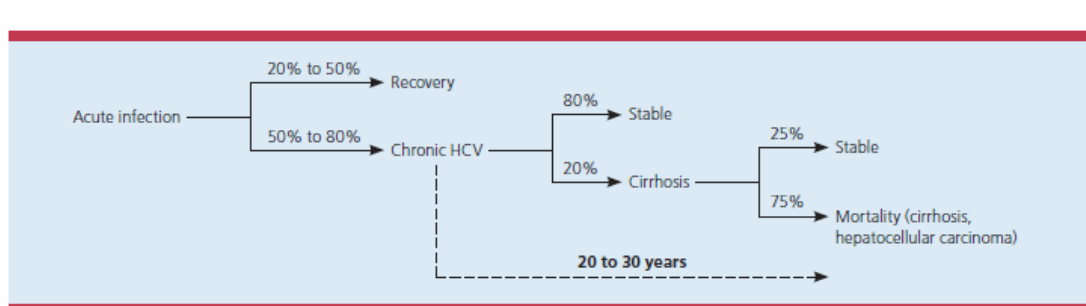 20% to 50%
Recovery
Acute infection
50% to 80%
Chronic HCV
80%
Stable
20%
Cirrhosis
25%
Stable
75%
Mortality (cirrhosis,
hepatocellular carcinoma)
20 to 30 years